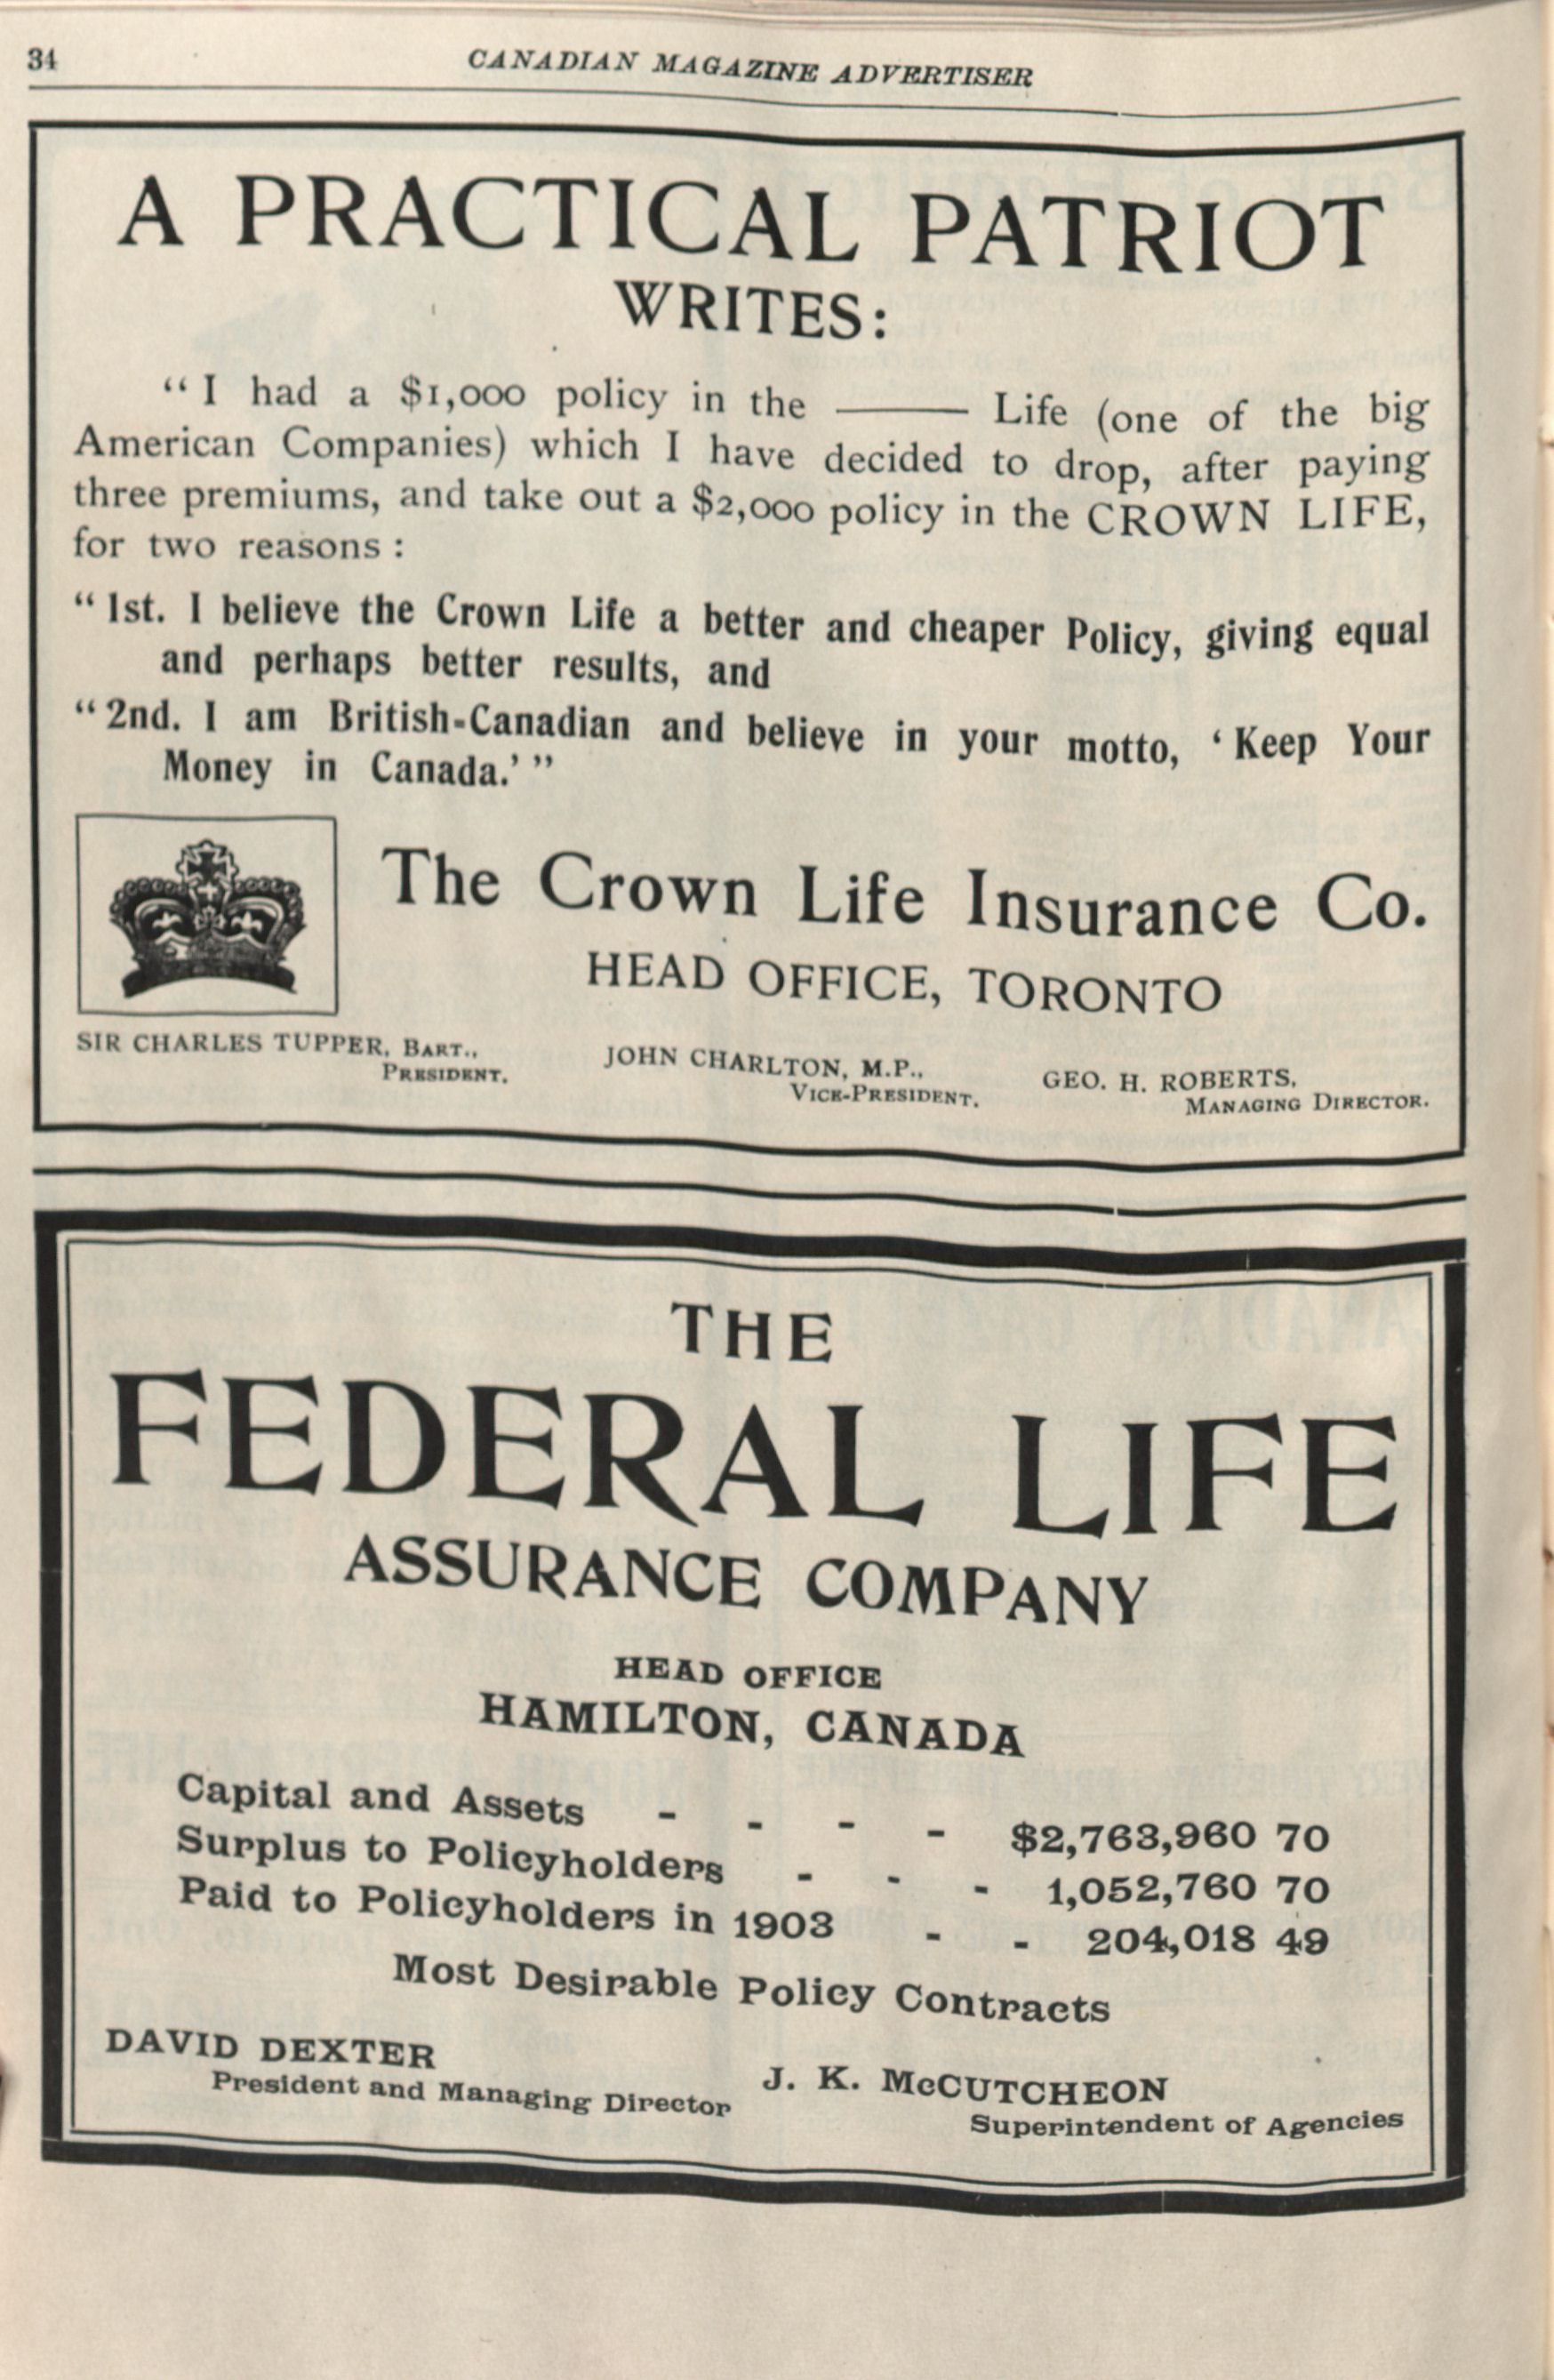 34
CANADIAN MAGAZINE ADVERTISER
A PRACTICAL PATRIOT
WRITES:
“I had a $1,000 policy in the ——— Life (one of the big
American Companies) which I have decided to drop, after paying
three premiums, and take out a $2,000 policy in the CROWN LIFE,
for two reasons:
“1st. I believe the Crown Life a better and cheaper Policy, giving equal
and perhaps better results, and
“2nd. I am British-Canadian and believe in your motto, ‘Keep Your
Money in Canada.’”
The Crown Life Insurance Co.
HEAD OFFICE, TORONTO
SIR CHARLES TUPPER, BART.,
PRESIDENT.
JOHN CHARLTON, M.P.,
VICE-PRESIDENT.
GEO. H. ROBERTS,
MANAGING DIRECTOR.
THE
FEDERAL LIFE
ASSURANCE COMPANY
HEAD OFFICE
HAMILTON, CANADA
Capital and Assets - - - - $2,763,960 70
Surplus to Policyholders - - - 1,052,760 70
Paid to Policyholders in 1903 - - 204,018 49
Most Desirable Policy Contracts
DAVID DEXTER
President and Managing Director
J. K. McCUTCHEON
Superintendent of Agencies